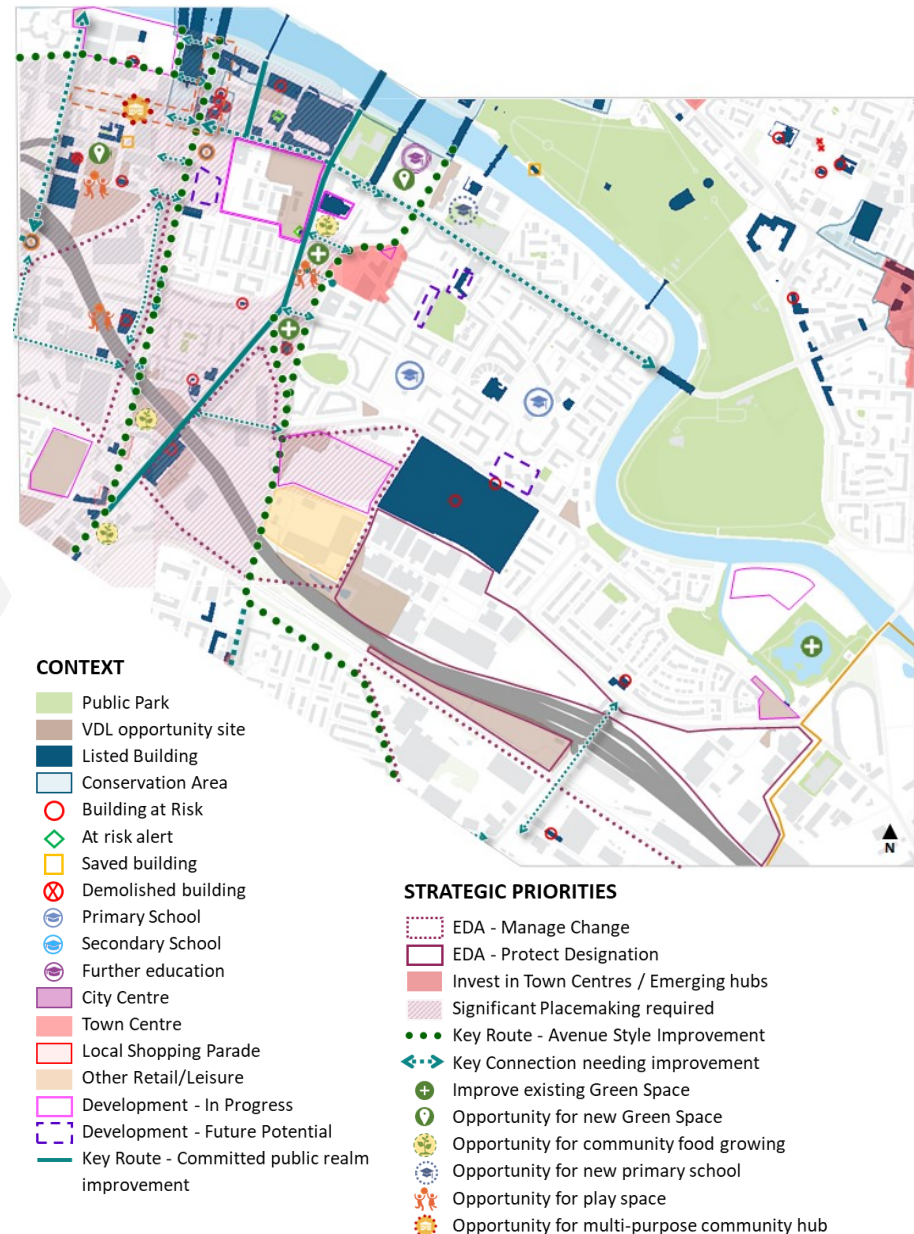 N
CONTEXT
Public Park
VDL opportunity site
Listed Building
Conservation Area
Building at Risk
At risk alert
Saved building
Demolished building
Primary School
Secondary School
Further education
City Centre
Town Centre
Local Shopping Parade
Other Retail/Leisure
Development - In Progress
Development - Future Potential
Key Route - Committed public realm
improvement
STRATEGIC PRIORITIES
EDA - Manage Change
EDA - Protect Designation
Invest in Town Centres / Emerging hubs
Significant Placemaking required
Key Route - Avenue Style Improvement
Key Connection needing improvement
Improve existing Green Space
Opportunity for new Green Space
Opportunity for community food growing
Opportunity for new primary school
Opportunity for play space
Opportunity for multi-purpose community hub